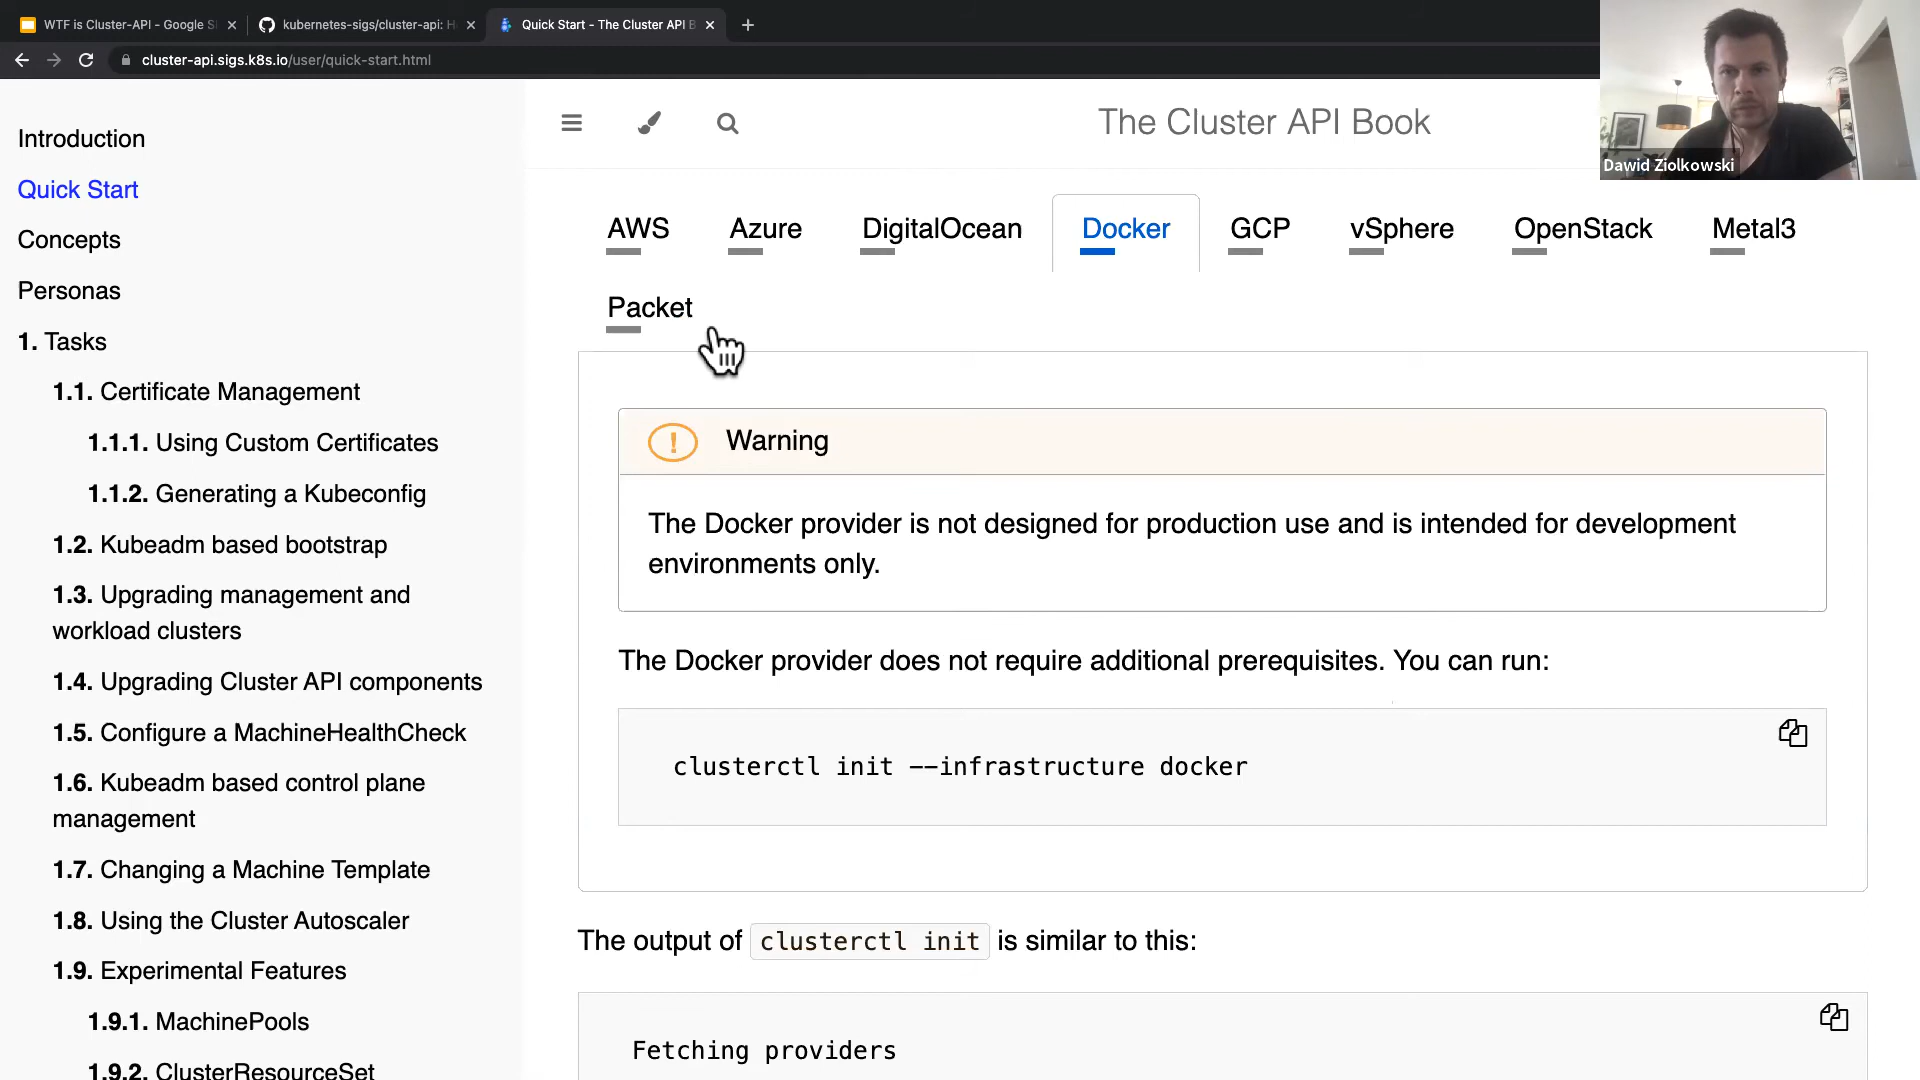 WTF is Cluster-API - Google S
kubernetes-sigs/cluster-api: H
Quick Start - The Cluster API B
cluster-api.sigs.k8s.io/user/quick-start.html
Dawid Ziolkowski
Introduction
Quick Start
Concepts
Personas
1. Tasks
1.1. Certificate Management
1.1.1. Using Custom Certificates
1.1.2. Generating a Kubeconfig
1.2. Kubeadm based bootstrap
1.3. Upgrading management and
workload clusters
1.4. Upgrading Cluster API components
1.5. Configure a MachineHealthCheck
1.6. Kubeadm based control plane
management
1.7. Changing a Machine Template
1.8. Using the Cluster Autoscaler
1.9. Experimental Features
1.9.1. MachinePools
1.9.2. ClusterResourceSet
The Cluster API Book
AWS Azure DigitalOcean Docker GCP vSphere OpenStack Metal3
Packet
! Warning
The Docker provider is not designed for production use and is intended for development
environments only.
The Docker provider does not require additional prerequisites. You can run:
clusterctl init --infrastructure docker
The output of clusterctl init is similar to this:
Fetching providers